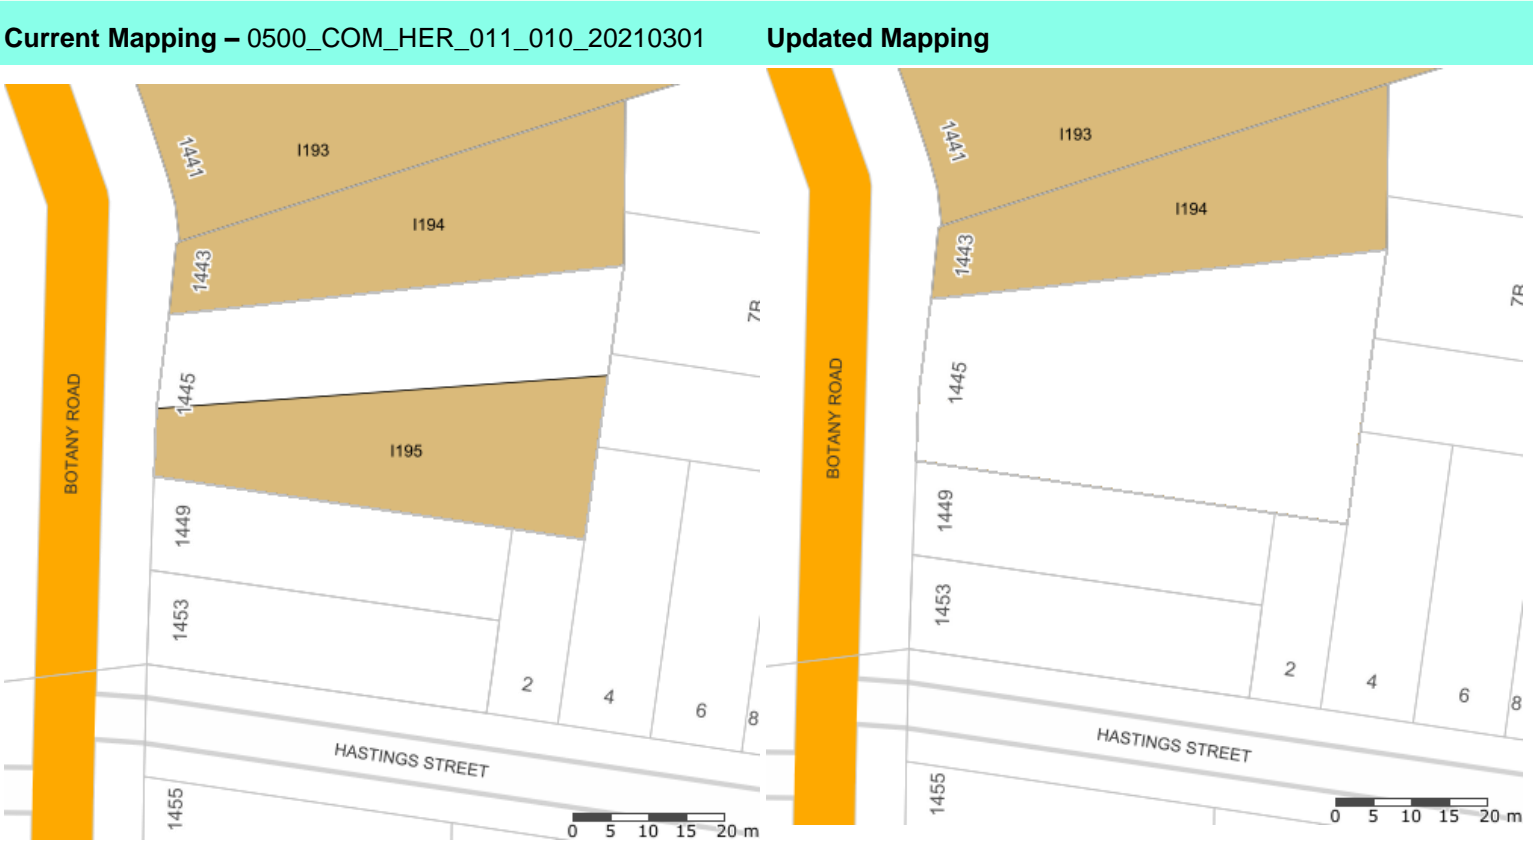 Current Mapping – 0500_COM_HER_011_010_20210301
Updated Mapping
1441
I193
I194
1443
1445
I195
BOTANY ROAD
1449
1453
2
4
6
8
HASTINGS STREET
1455
0 5 10 15 20 m
1441
I193
I194
1443
1445
BOTANY ROAD
1449
1453
2
4
6
8
HASTINGS STREET
1455
0 5 10 15 20 m